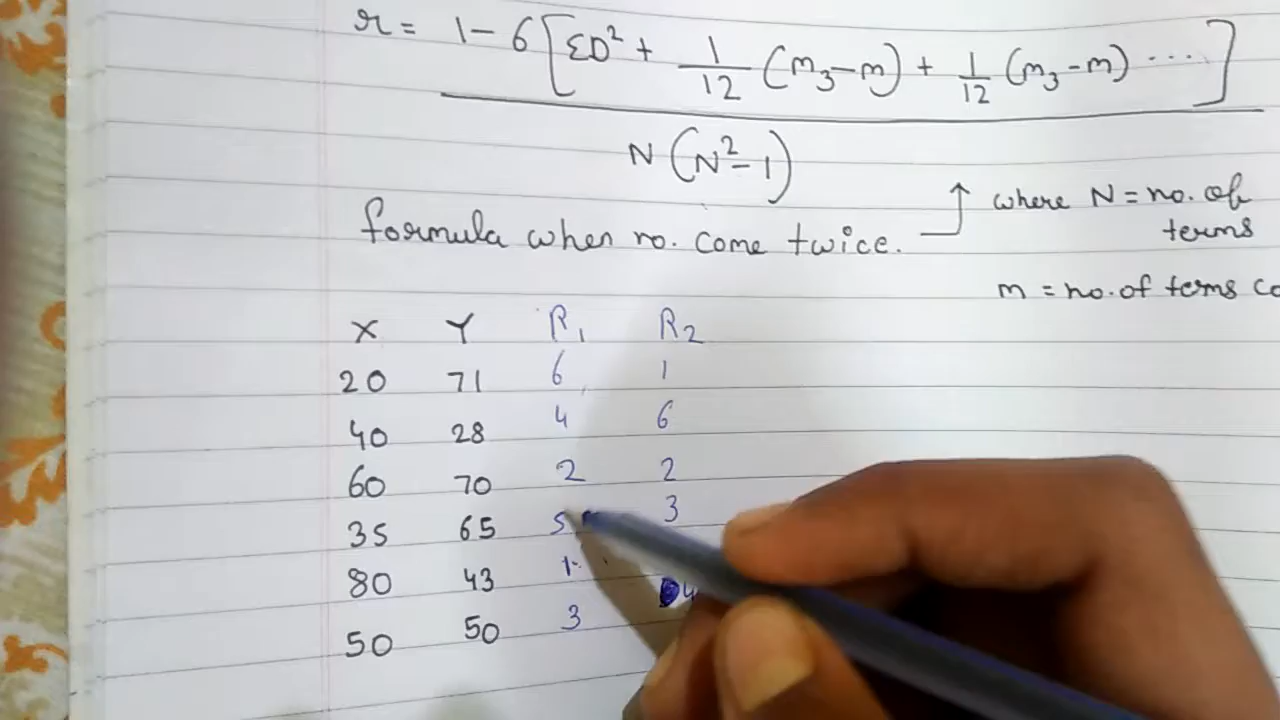 r = 1 - 6 [ΣD² + 1/12 (m₃ - m) + 1/12 (m₃ - m) ....]
N (N² - 1)
formula when no. come twice.
where N = no. of
terms
m = no. of terms
X Y R₁ R₂
20 71 6 1
40 28 4 6
60 70 2 2
35 65 5 3
80 43 1 4
50 50 3